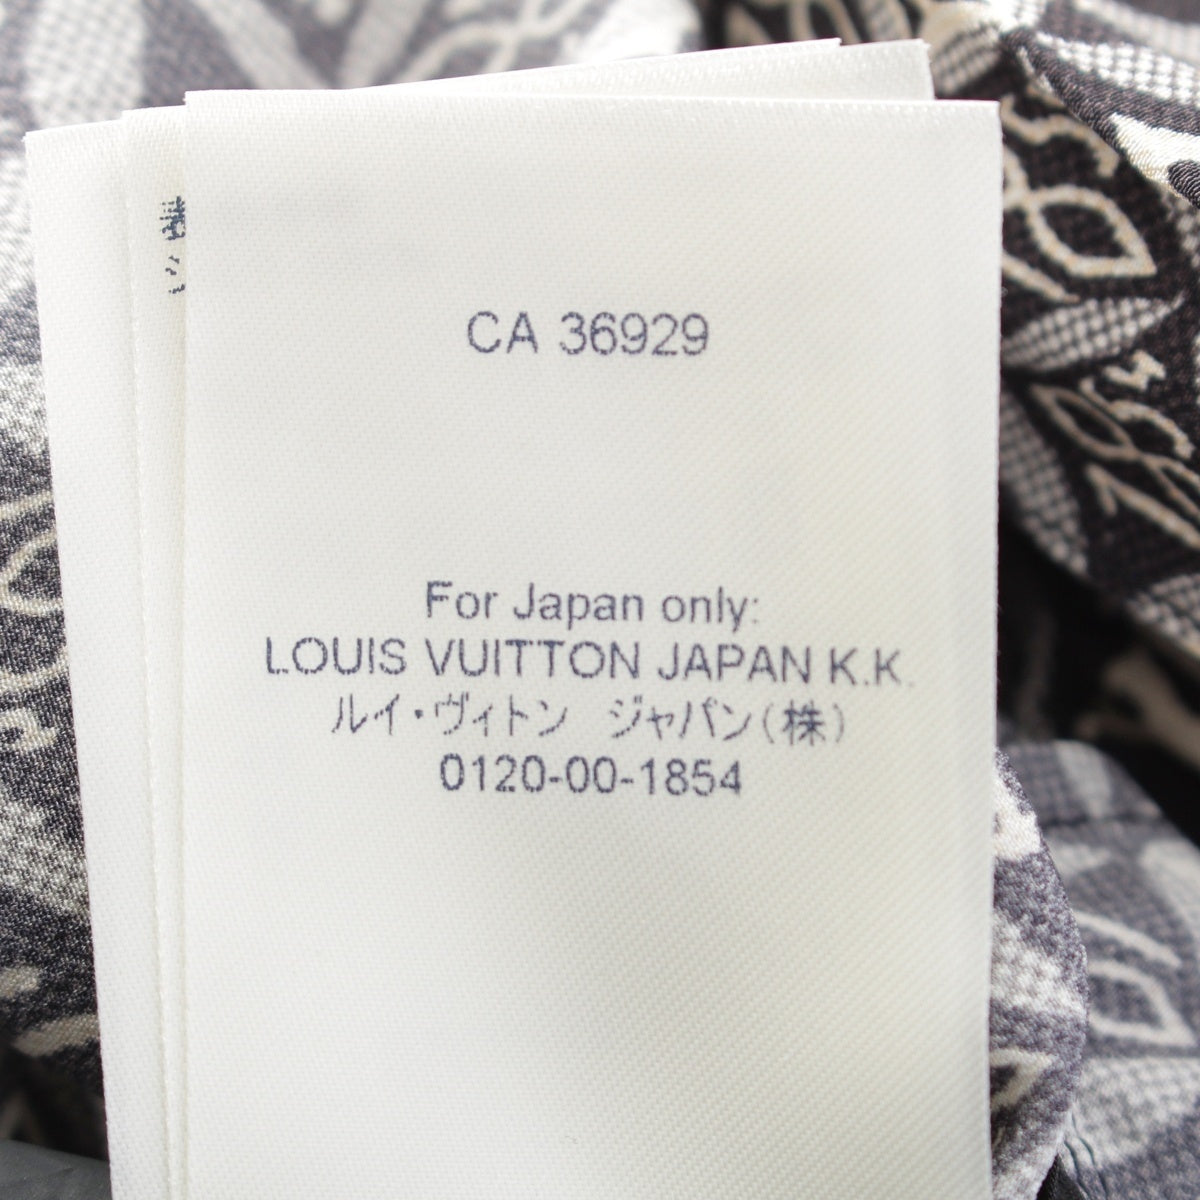 CA 36929
For Japan only:
LOUIS VUITTON JAPAN K.K.
ルイ・ヴィトン ジャパン(株)
0120-00-1854